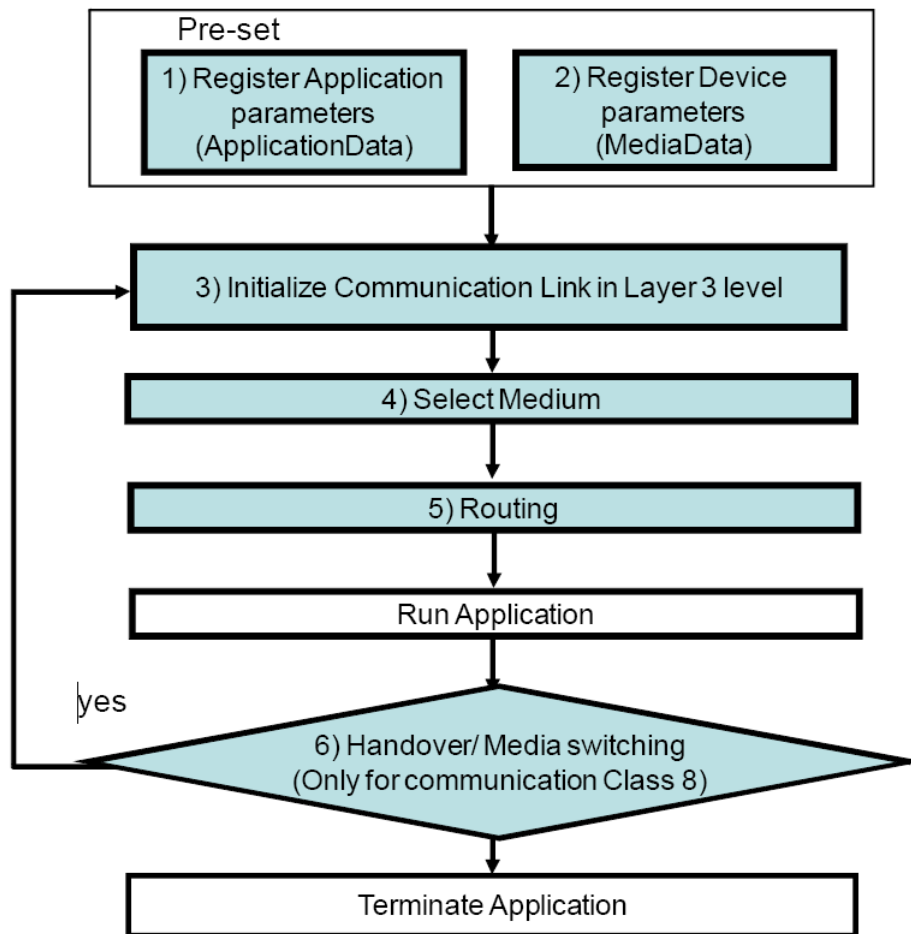 Pre-set
1) Register Application
parameters
(ApplicationData)
2) Register Device
parameters
(MediaData)
3) Initialize Communication Link in Layer 3 level
4) Select Medium
5) Routing
Run Application
yes
6) Handover/ Media switching
(Only for communication Class 8)
Terminate Application